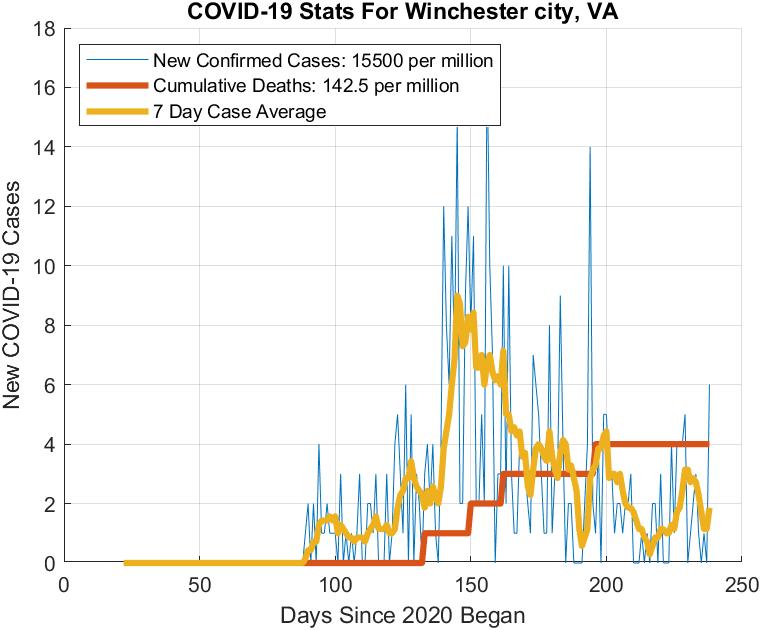 COVID-19 Stats For Winchester city, VA
18
New Confirmed Cases: 15500 per million
Cumulative Deaths: 142.5 per million
7 Day Case Average
16
14
12
10
8
6
4
2
0
New COVID-19 Cases
0 50 100 150 200 250
Days Since 2020 Began